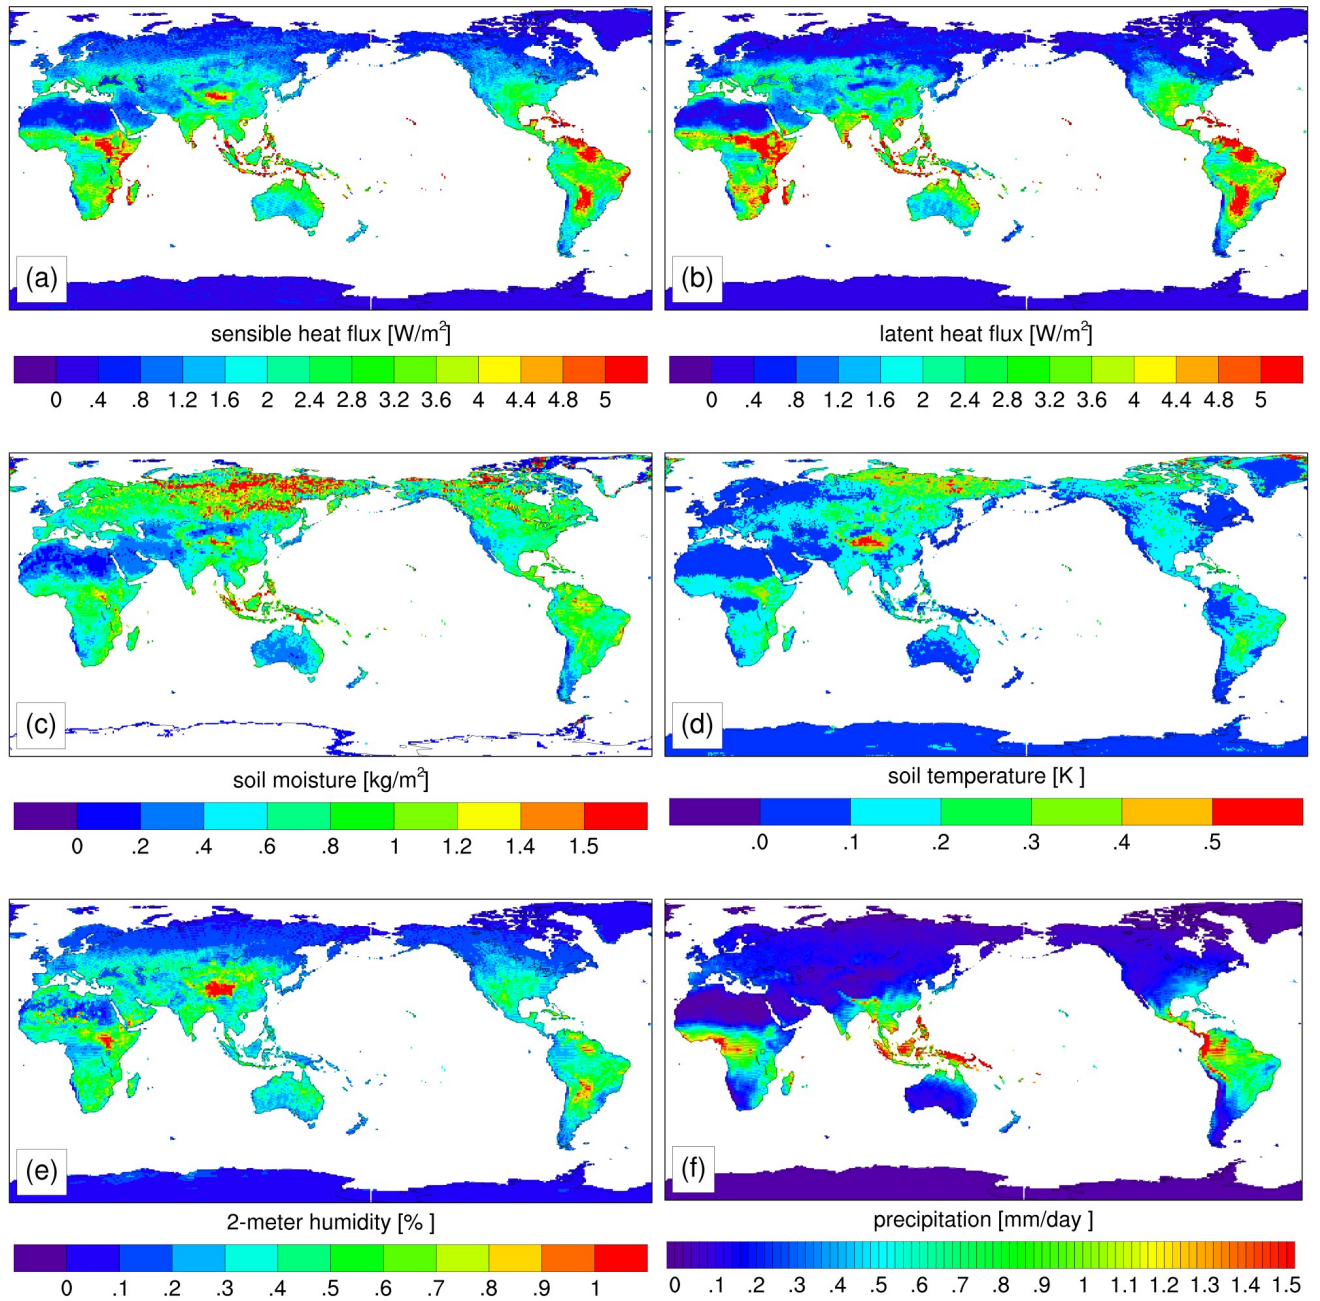 (a)
(b)
sensible heat flux [W/m²]
latent heat flux [W/m²]
0 .4 .8 1.2 1.6 2 2.4 2.8 3.2 3.6 4 4.4 4.8 5
0 .4 .8 1.2 1.6 2 2.4 2.8 3.2 3.6 4 4.4 4.8 5
(c)
(d)
soil moisture [kg/m²]
soil temperature [K ]
0 .2 .4 .6 .8 1 1.2 1.4 1.5
.0 .1 .2 .3 .4 .5
(e)
(f)
2-meter humidity [% ]
precipitation [mm/day ]
0 .1 .2 .3 .4 .5 .6 .7 .8 .9 1
0 .1 .2 .3 .4 .5 .6 .7 .8 .9 1 1.1 1.2 1.3 1.4 1.5